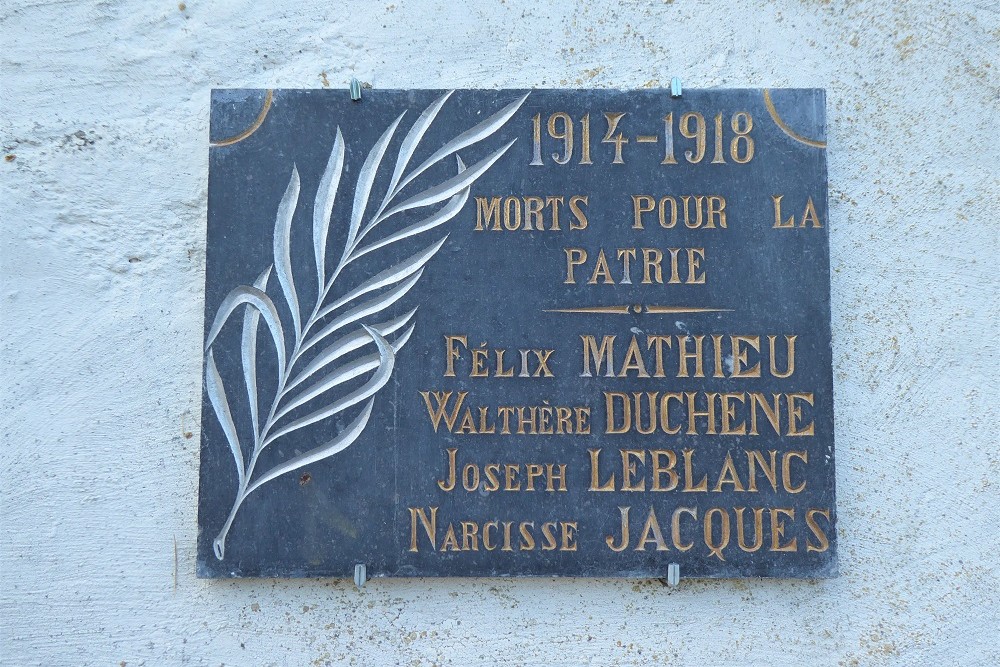 1914-1918
MORTS POUR LA
PATRIE
FÉLIX MATHIEU
WALTHÈRE DUCHENE
JOSEPH LEBLANC
NARCISSE JACQUES